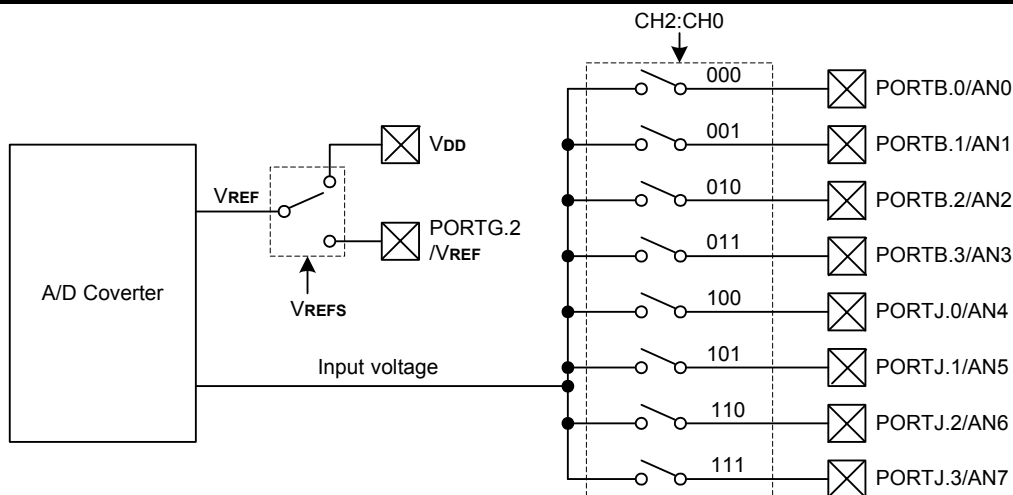 CH2:CH0
000
PORTB.0/AN0
001
PORTB.1/AN1
VDD
VREF
010
PORTB.2/AN2
PORTG.2
/VREF
011
PORTB.3/AN3
A/D Coverter
VREFS
100
PORTJ.0/AN4
Input voltage
101
PORTJ.1/AN5
110
PORTJ.2/AN6
111
PORTJ.3/AN7